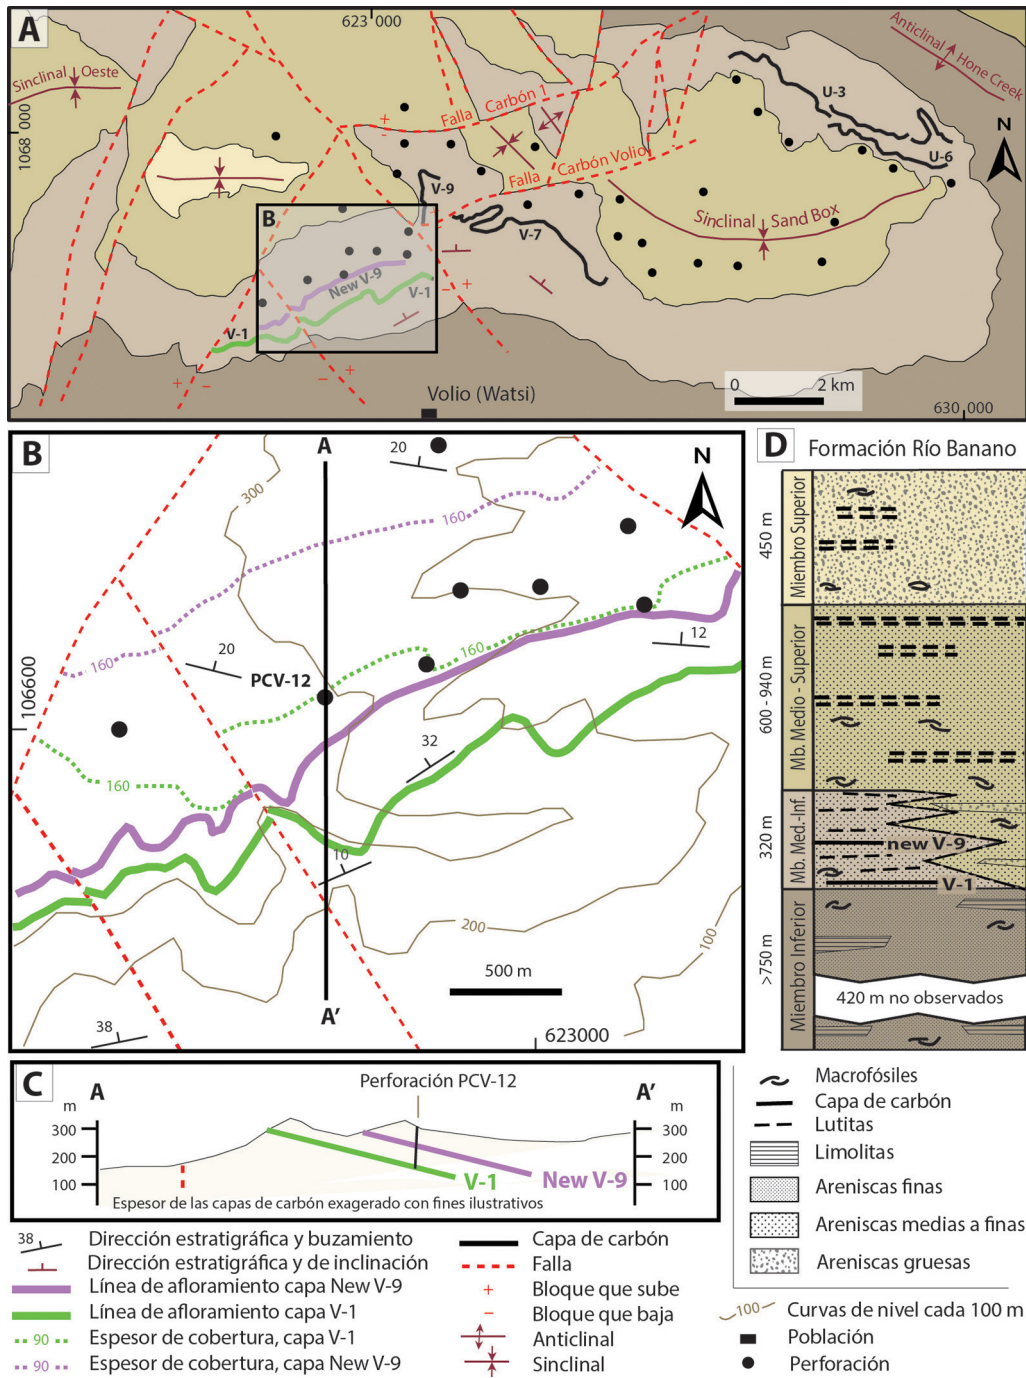 A
623 000
1068 000
Sinclinal Oeste
Falla Carbón 1
Anticlinal Hone Creek
U-3
U-6
N
+
-
V-9
Falla Carbón Volio
V-7
Sinclinal Sand Box
B
New V-9
V-1
V-1
- +
+ -
- +
Volio (Watsi)
0 2 km
630 000
B
A
20
N
300
160
160
160
12
20
PCV-12
106600
32
160
10
200
100
500 m
38
A'
623000
D
Formación Río Banano
450 m
Miembro Superior
600 - 940 m
Mb. Medio - Superior
320 m
Mb. Med.-Inf.
new V-9
V-1
>750 m
Miembro Inferior
420 m no observados
C
A
Perforación PCV-12
A'
m
300
200
100
m
300
200
100
V-1
New V-9
Espesor de las capas de carbón exagerado con fines ilustrativos
Macrofósiles
Capa de carbón
Lutitas
Limolitas
Areniscas finas
Areniscas medias a finas
Areniscas gruesas
38 Dirección estratigráfica y buzamiento
Dirección estratigráfica y de inclinación
Línea de afloramiento capa New V-9
Línea de afloramiento capa V-1
90 Espesor de cobertura, capa V-1
90 Espesor de cobertura, capa New V-9
Capa de carbón
Falla
+ Bloque que sube
- Bloque que baja
Anticlinal
Sinclinal
100 Curvas de nivel cada 100 m
Población
Perforación